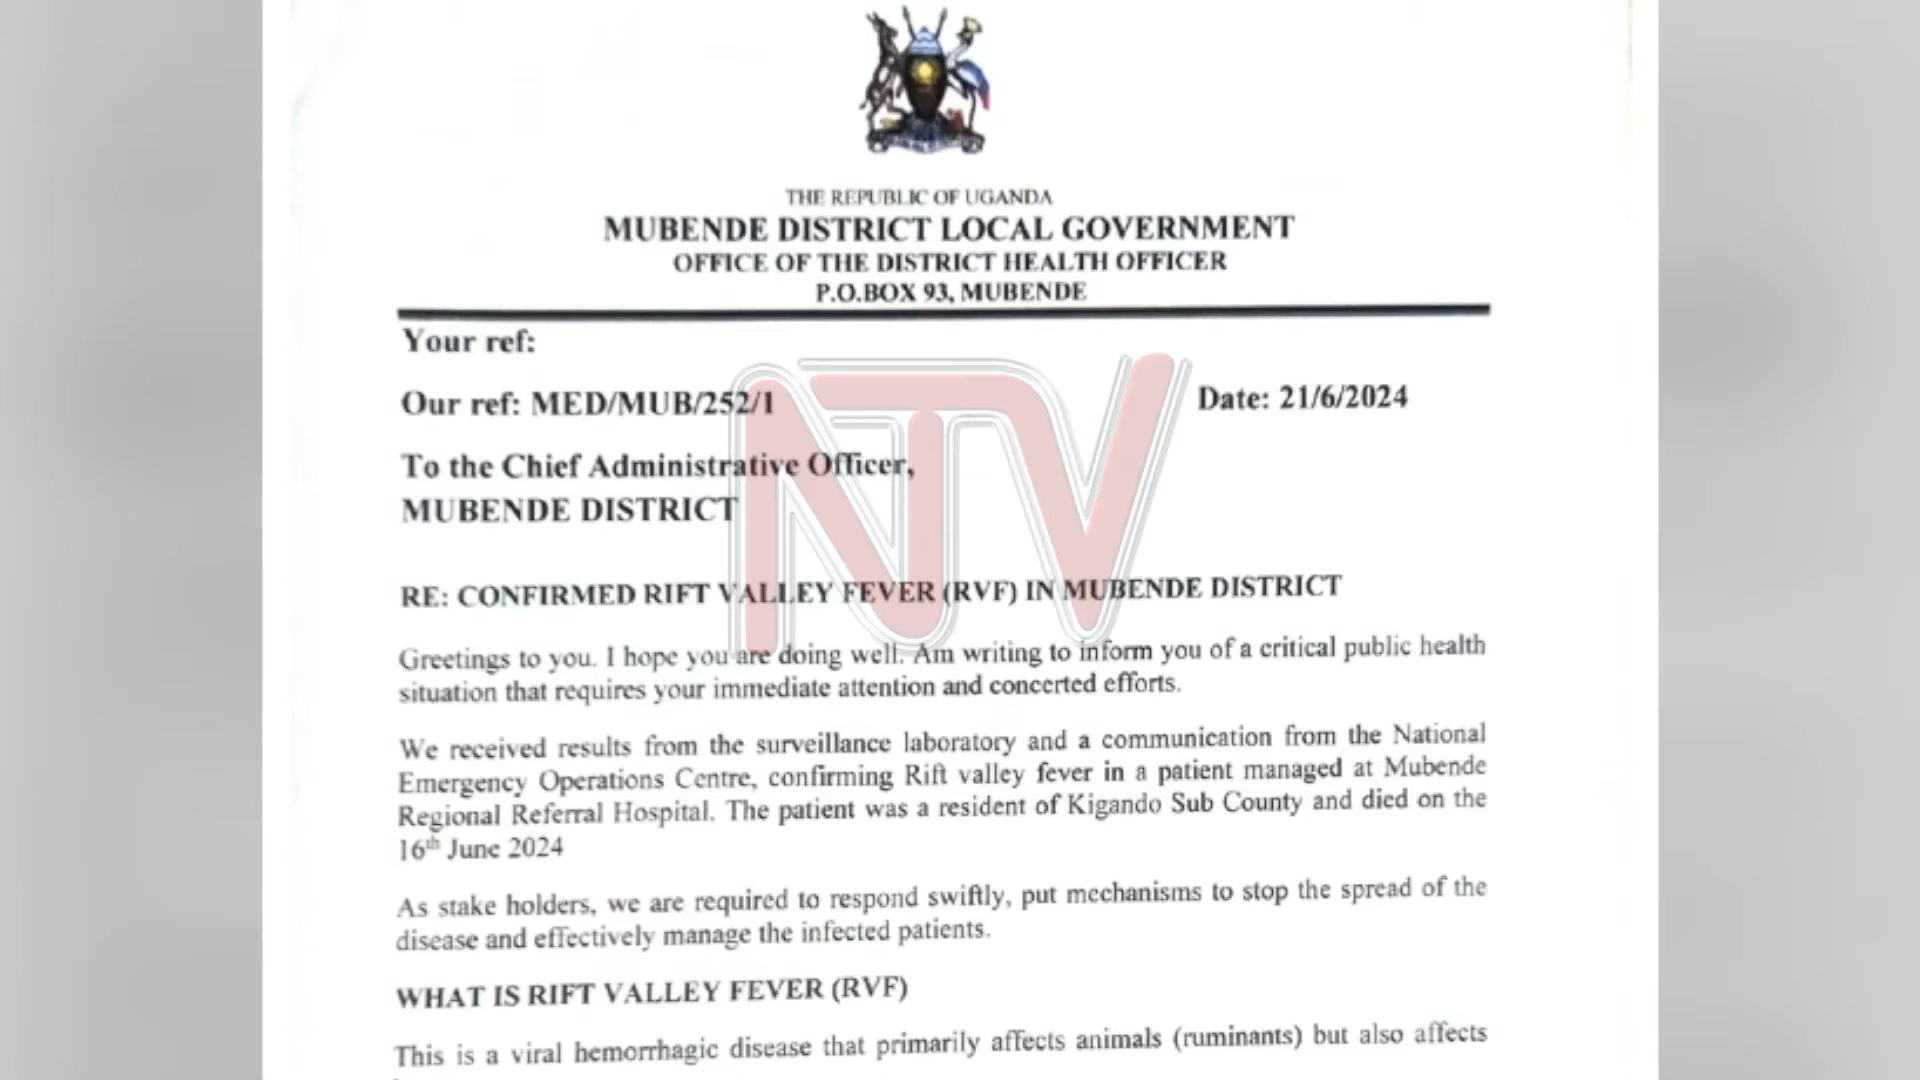 THE REPUBLIC OF UGANDA
MUBENDE DISTRICT LOCAL GOVERNMENT
OFFICE OF THE DISTRICT HEALTH OFFICER
P.O.BOX 93, MUBENDE
Your ref:
Our ref: MED/MUB/252/1
Date: 21/6/2024
To the Chief Administrative Officer,
MUBENDE DISTRICT
NTV
RE: CONFIRMED RIFT VALLEY FEVER (RVF) IN MUBENDE DISTRICT
Greetings to you. I hope you are doing well. Am writing to inform you of a critical public health
situation that requires your immediate attention and concerted efforts.
We received results from the surveillance laboratory and a communication from the National
Emergency Operations Centre, confirming Rift valley fever in a patient managed at Mubende
Regional Referral Hospital. The patient was a resident of Kigando Sub County and died on the
16th June 2024
As stake holders, we are required to respond swiftly, put mechanisms to stop the spread of the
disease and effectively manage the infected patients.
WHAT IS RIFT VALLEY FEVER (RVF)
This is a viral hemorrhagic disease that primarily affects animals (ruminants) but also affects